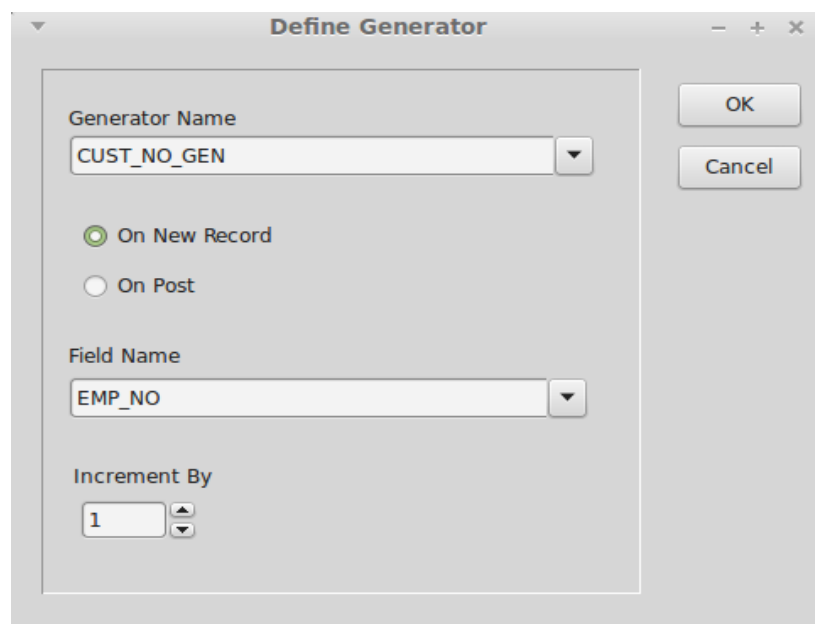 Define Generator
Generator Name
OK
CUST_NO_GEN
Cancel
On New Record
On Post
Field Name
EMP_NO
Increment By
1